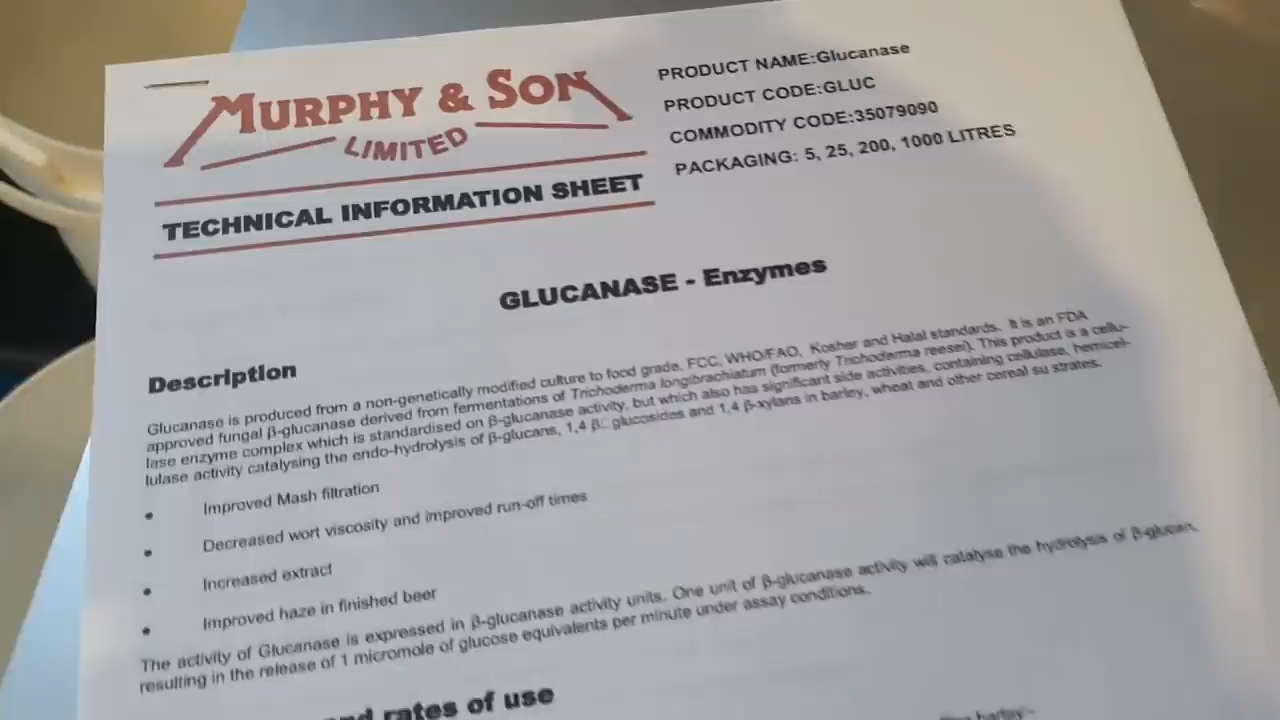 MURPHY & SON
LIMITED
TECHNICAL INFORMATION SHEET
PRODUCT NAME:Glucanase
PRODUCT CODE:GLUC
COMMODITY CODE:35079090
PACKAGING: 5, 25, 200, 1000 LITRES
GLUCANASE - Enzymes
Description
Glucanase is produced from a non-genetically modified culture to food grade, FCC, WHO/FAO, Kosher and Halal standards. It is an FDA
approved fungal β-glucanase derived from fermentations of Trichoderma longibrachiatum (formerly Trichoderma reesei). This product is a cellu-
lase enzyme complex which is standardised on β-glucanase activity, but which also has significant side activities, containing cellulase, hemicel-
lulase activity catalysing the endo-hydrolysis of β-glucans, 1,4 β glucosides and 1,4 β-xylans in barley, wheat and other cereal su strates.
• Improved Mash filtration
• Decreased wort viscosity and improved run-off times
• Increased extract
• Improved haze in finished beer
The activity of Glucanase is expressed in β-glucanase activity units. One unit of β-glucanase activity will catalyse the hydrolysis of β-glucan,
resulting in the release of 1 micromole of glucose equivalents per minute under assay conditions.
rates of use
barley:-